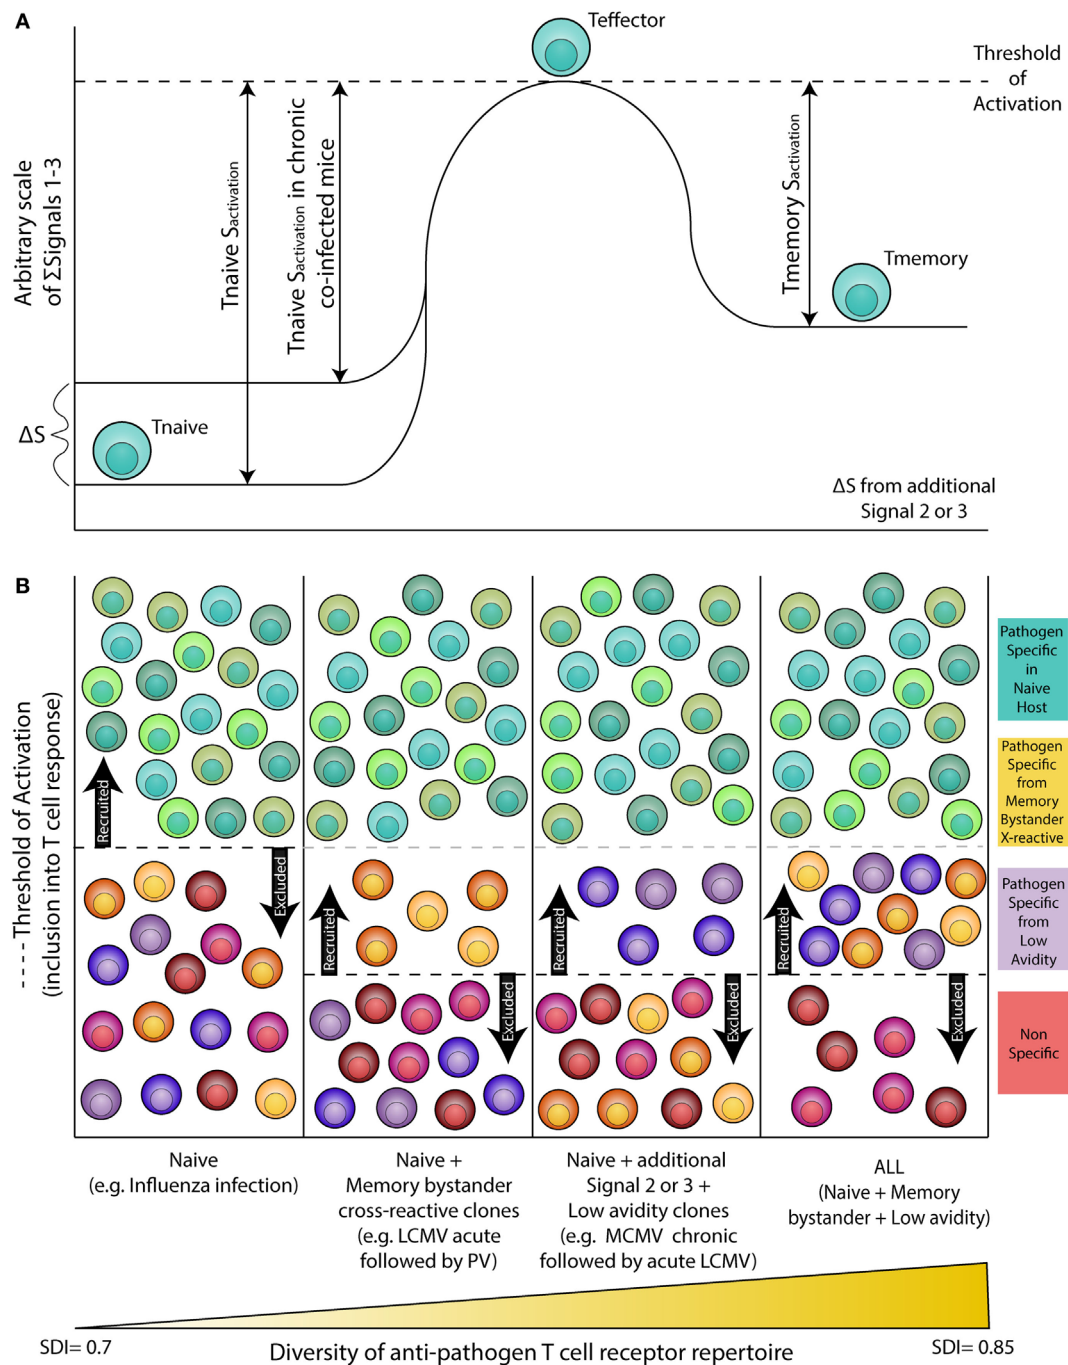 A
Teffector
Threshold
of
Activation
Arbitrary scale
of ΣSignals 1-3
Tnaive Sactivation
Tnaive Sactivation in chronic
co-infected mice
Tmemory Sactivation
Tmemory
ΔS
Tnaive
ΔS from additional
Signal 2 or 3
B
---- Threshold of Activation
(inclusion into T cell response)
Recruited
Excluded
Recruited
Excluded
Recruited
Excluded
Recruited
Excluded
Pathogen
Specific
in
Naive
Host
Pathogen
Specific
from
Memory
Bystander
X-reactive
Pathogen
Specific
from
Low
Avidity
Non
Specific
Naive
(e.g. Influenza infection)
Naive +
Memory bystander
cross-reactive clones
(e.g. LCMV acute
followed by PV)
Naive + additional
Signal 2 or 3 +
Low avidity clones
(e.g. MCMV chronic
followed by acute LCMV)
ALL
(Naive + Memory
bystander + Low avidity)
SDI= 0.7
Diversity of anti-pathogen T cell receptor repertoire
SDI= 0.85